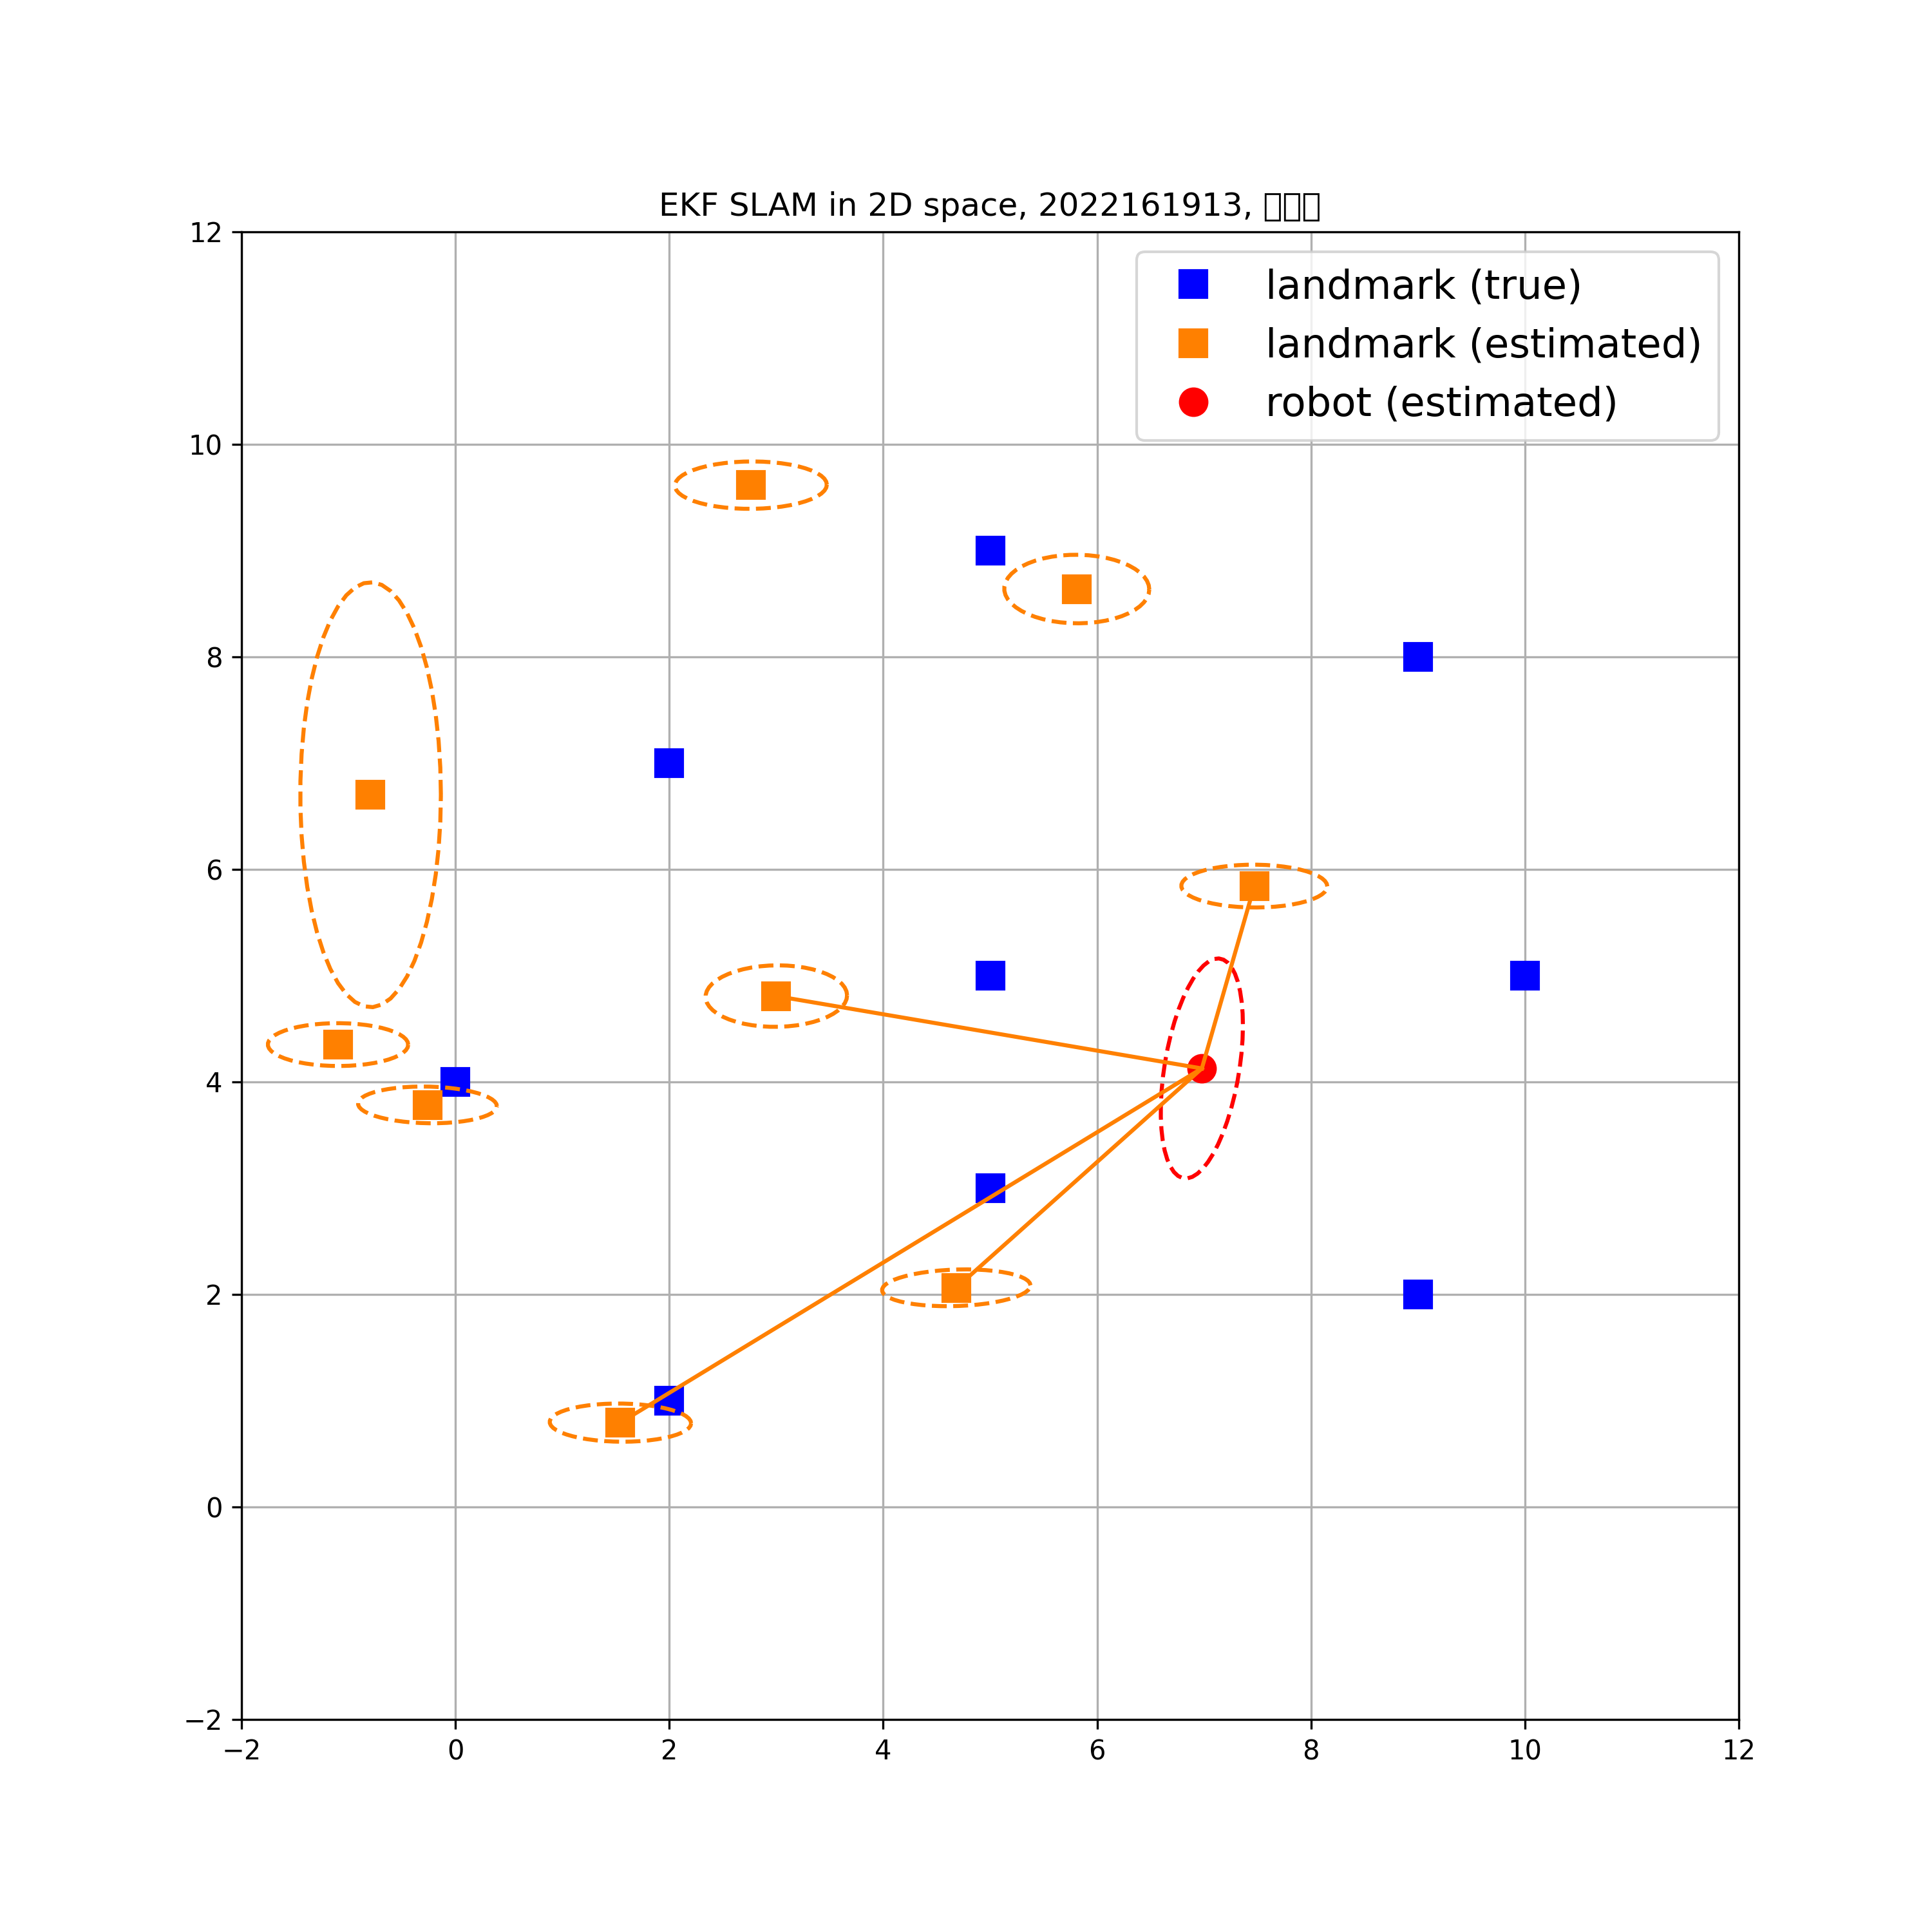 EKF SLAM in 2D space, 2022161913,
12
10
8
6
4
2
0
−2
landmark (true)
landmark (estimated)
robot (estimated)
−2 0 2 4 6 8 10 12